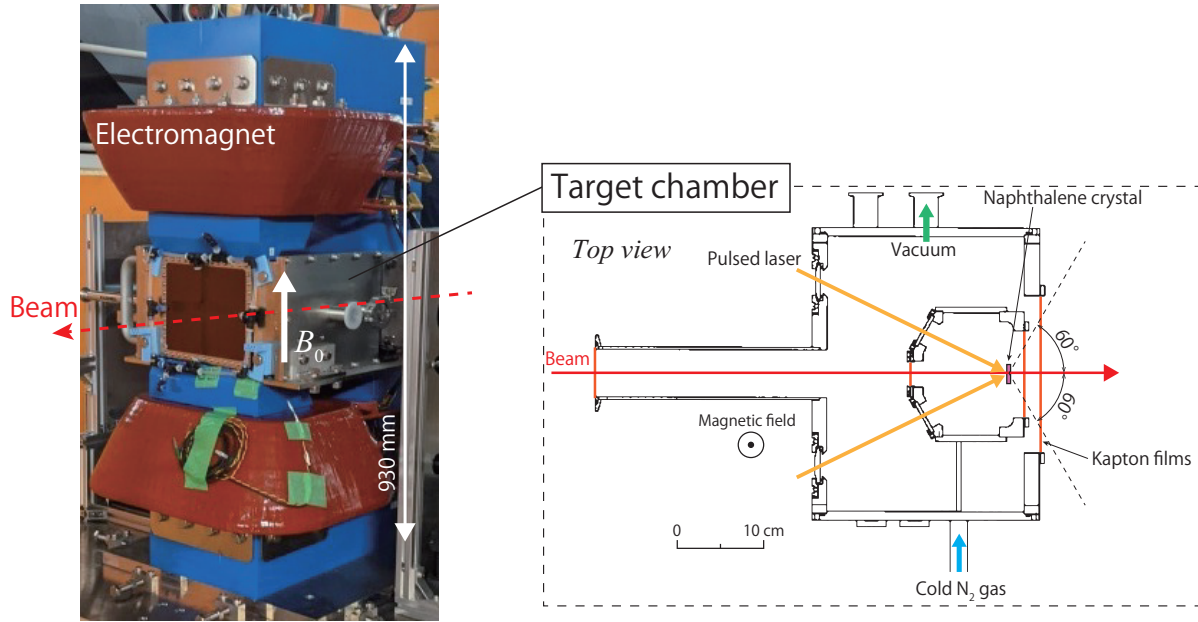 Electromagnet
Beam
B0
930 mm
Target chamber
Top view
Naphthalene crystal
Vacuum
Pulsed laser
Beam
60°
60°
Magnetic field
Kapton films
0 10 cm
Cold N2 gas